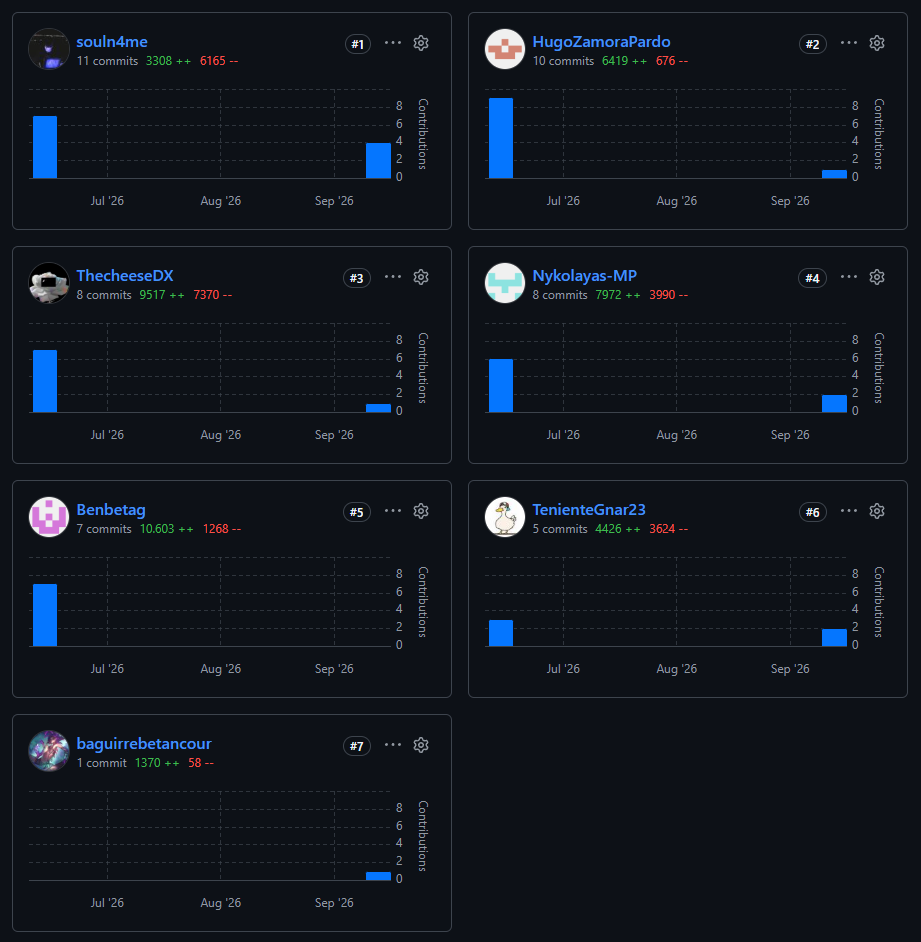 souln4me #1 ···
11 commits 3308 ++ 6165 --
8
6
4
2
0
Contributions
Jul '26 Aug '26 Sep '26
HugoZamoraPardo #2 ···
10 commits 6419 ++ 676 --
8
6
4
2
0
Contributions
Jul '26 Aug '26 Sep '26
ThecheeseDX #3 ···
8 commits 9517 ++ 7370 --
8
6
4
2
0
Contributions
Jul '26 Aug '26 Sep '26
Nykolayas-MP #4 ···
8 commits 7972 ++ 3990 --
8
6
4
2
0
Contributions
Jul '26 Aug '26 Sep '26
Benbetag #5 ···
7 commits 10.603 ++ 1268 --
8
6
4
2
0
Contributions
Jul '26 Aug '26 Sep '26
TenienteGnar23 #6 ···
5 commits 4426 ++ 3624 --
8
6
4
2
0
Contributions
Jul '26 Aug '26 Sep '26
baguirrebetancour #7 ···
1 commit 1370 ++ 58 --
8
6
4
2
0
Contributions
Jul '26 Aug '26 Sep '26